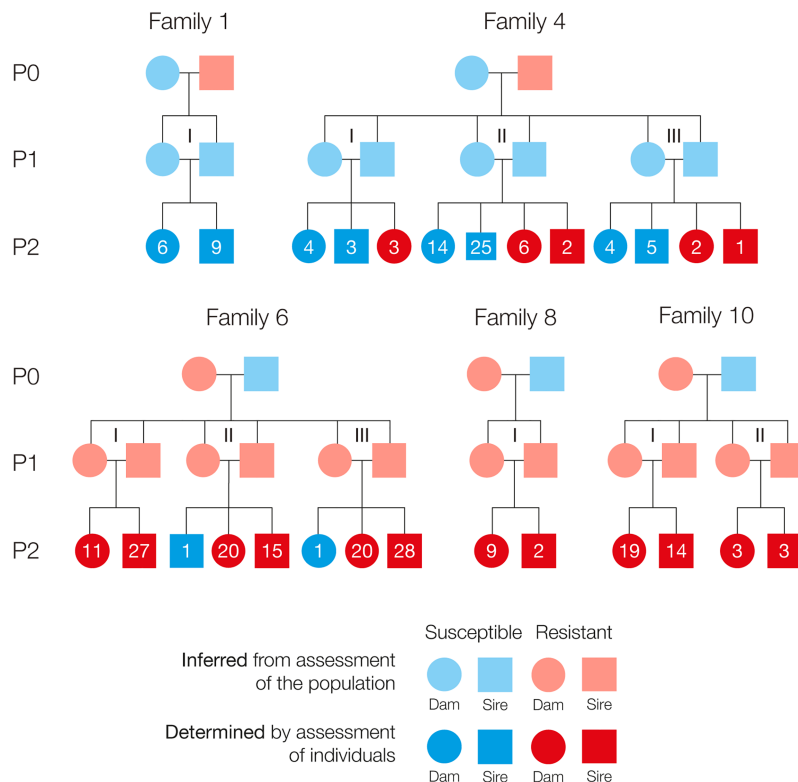 Family 1 Family 4
P0
I I II III
P1
P2 6 9 4 3 3 14 25 6 2 4 5 2 1
Family 6 Family 8 Family 10
P0
I II III I I II
P1
P2 11 27 1 20 15 1 20 28 9 2 19 14 3 3
Susceptible Resistant
Inferred from assessment
of the population
Dam Sire Dam Sire
Determined by assessment
of individuals
Dam Sire Dam Sire